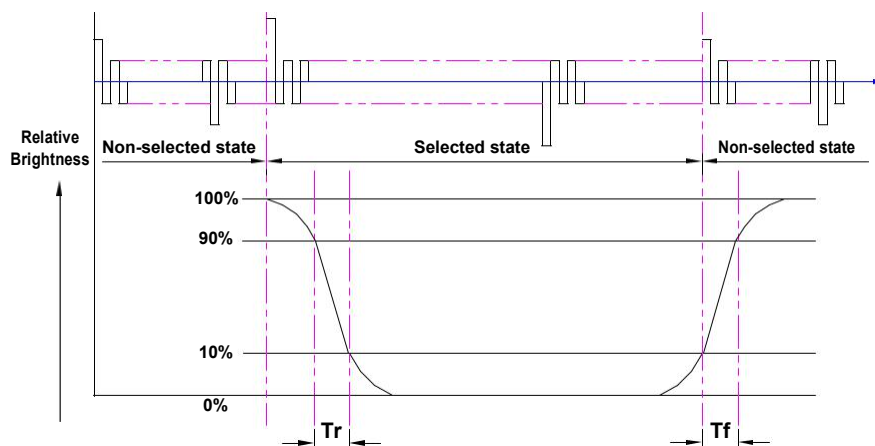 Relative
Brightness
Non-selected state
Selected state
Non-selected state
100%
90%
10%
0%
Tr
Tf